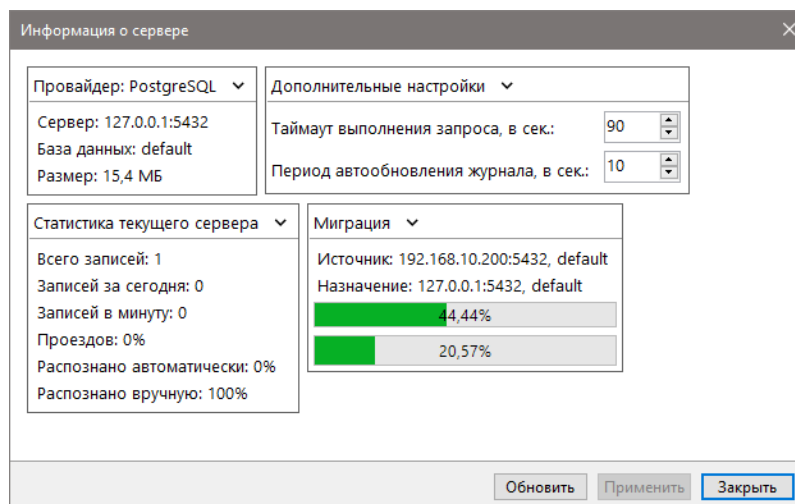 Информация о сервере
Провайдер: PostgreSQL
Сервер: 127.0.0.1:5432
База данных: default
Размер: 15,4 МБ
Дополнительные настройки
Таймаут выполнения запроса, в сек.: 90
Период автообновления журнала, в сек.: 10
Статистика текущего сервера
Всего записей: 1
Записей за сегодня: 0
Записей в минуту: 0
Проездов: 0%
Распознано автоматически: 0%
Распознано вручную: 100%
Миграция
Источник: 192.168.10.200:5432, default
Назначение: 127.0.0.1:5432, default
44,44%
20,57%
Обновить Применить Закрыть